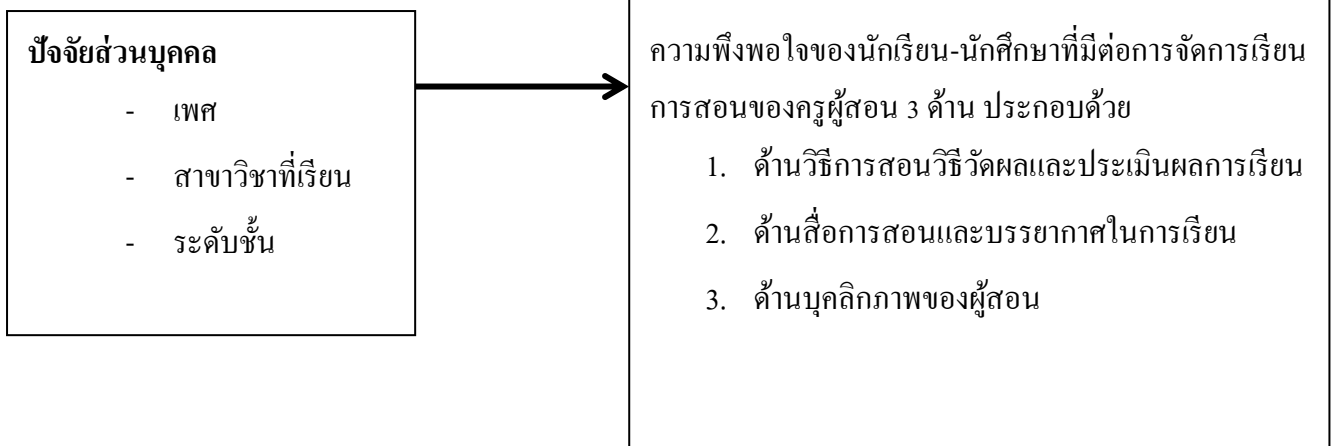 ปัจจัยส่วนบุคคล
- เพศ
- สาขาวิชาที่เรียน
- ระดับชั้น
ความพึงพอใจของนักเรียน-นักศึกษาที่มีต่อการจัดการเรียน
การสอนของครูผู้สอน 3 ด้าน ประกอบด้วย
1. ด้านวิธีการสอนวิธีวัดผลและประเมินผลการเรียน
2. ด้านสื่อการสอนและบรรยากาศในการเรียน
3. ด้านบุคลิกภาพของผู้สอน